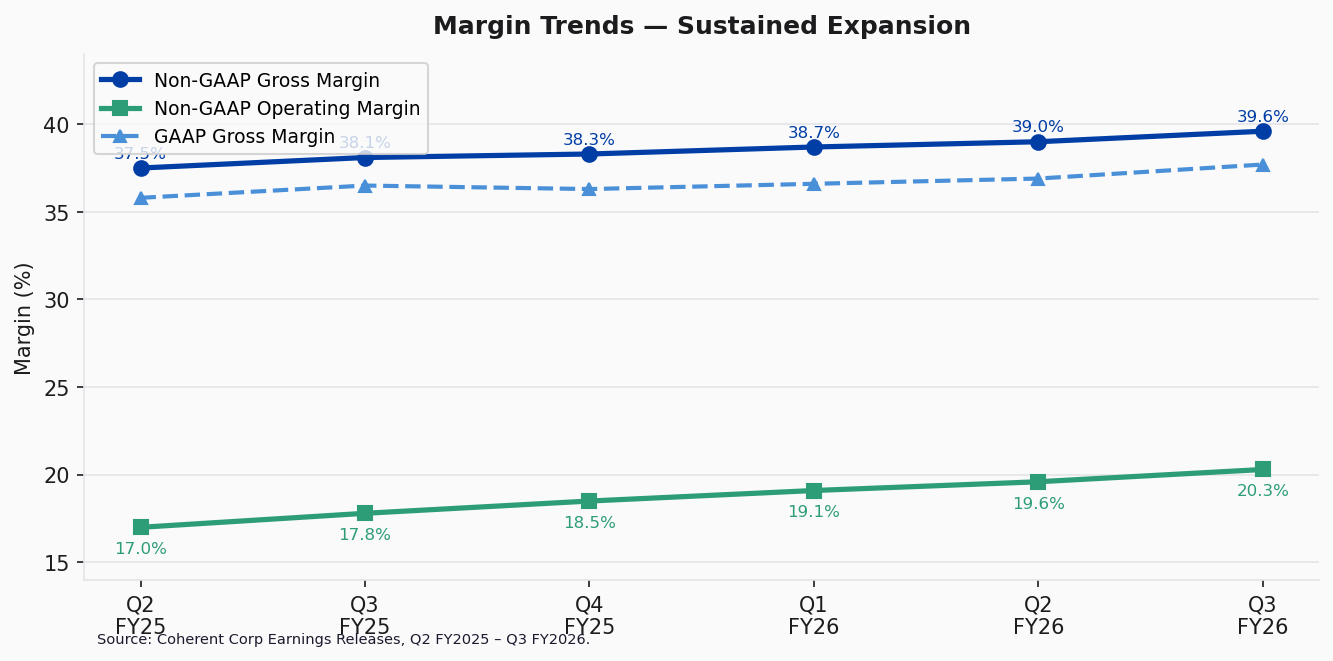 Margin Trends — Sustained Expansion
Non-GAAP Gross Margin
Non-GAAP Operating Margin
GAAP Gross Margin
37.5%
38.1%
38.3%
38.7%
39.0%
39.6%
17.0%
17.8%
18.5%
19.1%
19.6%
20.3%
Margin (%)
40
35
30
25
20
15
Q2
FY25
Q3
FY25
Q4
FY25
Q1
FY26
Q2
FY26
Q3
FY26
Source: Coherent Corp Earnings Releases, Q2 FY2025 – Q3 FY2026.